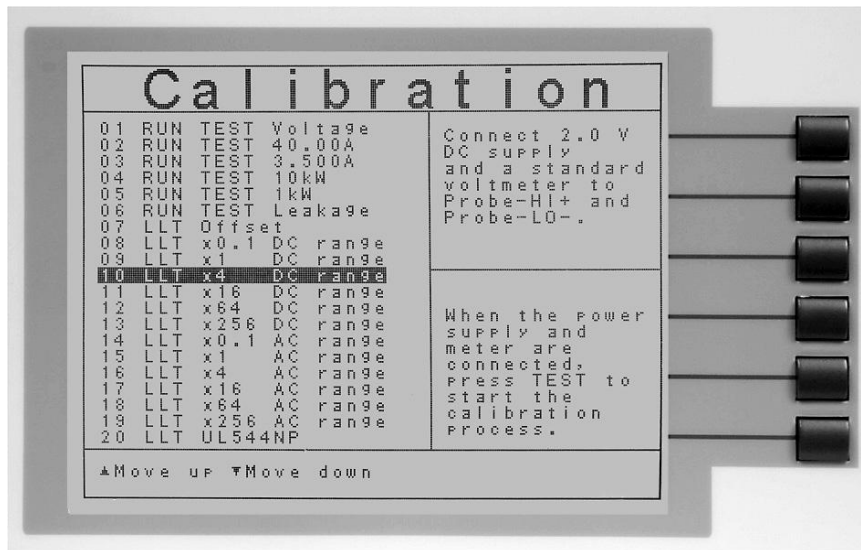 Calibration
01 RUN TEST Voltage
02 RUN TEST 40.00A
03 RUN TEST 3.500A
04 RUN TEST 10kW
05 RUN TEST 1kW
06 RUN TEST Leakage
07 LLT Offset
08 LLT x0.1 DC range
09 LLT x1 DC range
10 LLT x4 DC range
11 LLT x16 DC range
12 LLT x64 DC range
13 LLT x256 DC range
14 LLT x0.1 AC range
15 LLT x1 AC range
16 LLT x4 AC range
17 LLT x16 AC range
18 LLT x64 AC range
19 LLT x256 AC range
20 LLT UL544NP
Connect 2.0 V
DC supply
and a standard
voltmeter to
Probe-HI+ and
Probe-LO-.
When the power
supply and
meter are
connected,
press TEST to
start the
calibration
process.
▲Move up ▼Move down